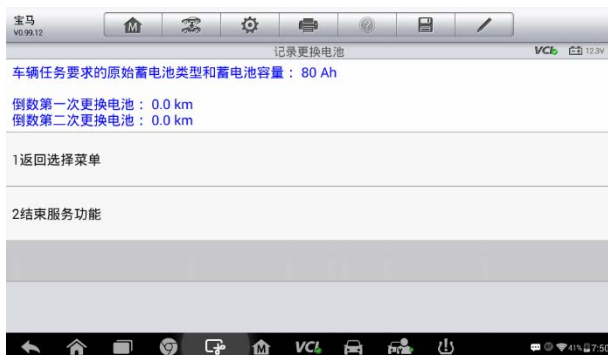 宝马
V0.99.12
记录更换电池
VCI 12.3V
车辆任务要求的原始蓄电池类型和蓄电池容量： 80 Ah
倒数第一次更换电池： 0.0 km
倒数第二次更换电池： 0.0 km
1返回选择菜单
2结束服务功能
VCI
41% 7:50